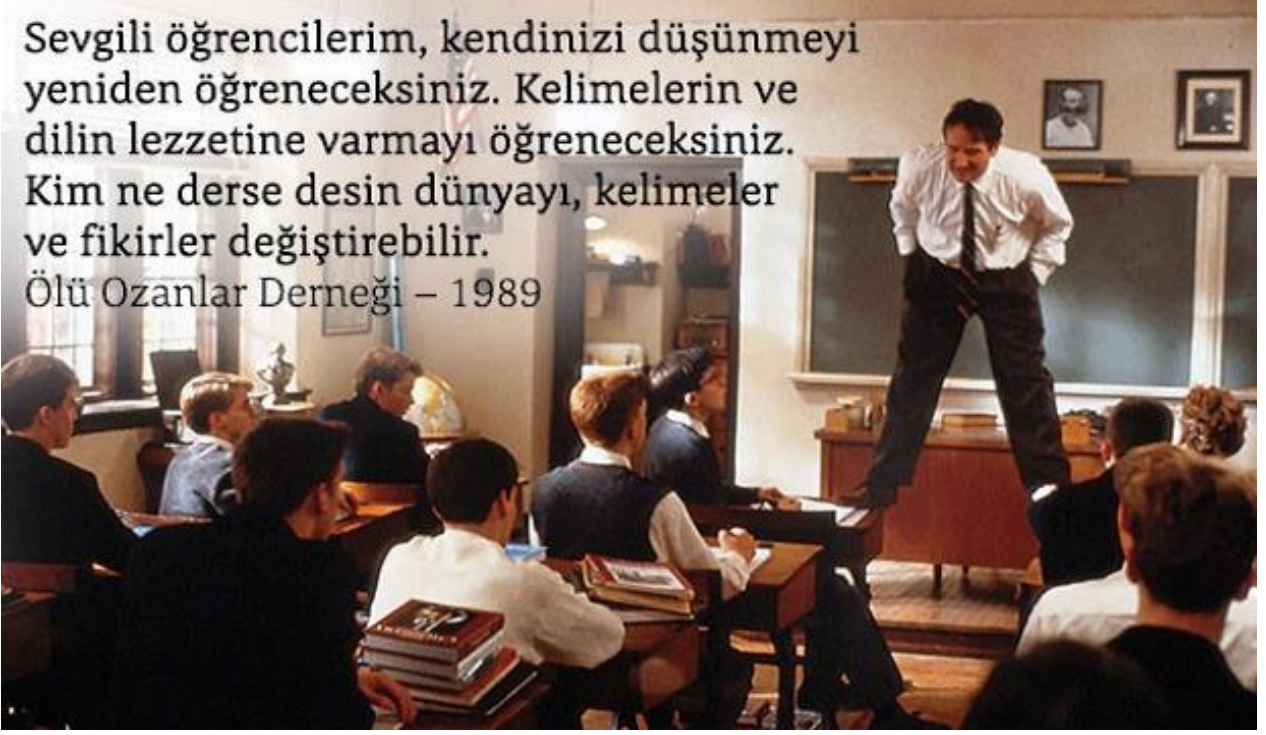 Sevgili öğrencilerim, kendinizi düşünmeyi
yeniden öğreneceksiniz. Kelimelerin ve
dilin lezzetine varmayı öğreneceksiniz.
Kim ne derse desin dünyayı, kelimeler
ve fikirler değiştirebilir.
Ölü Ozanlar Derneği – 1989